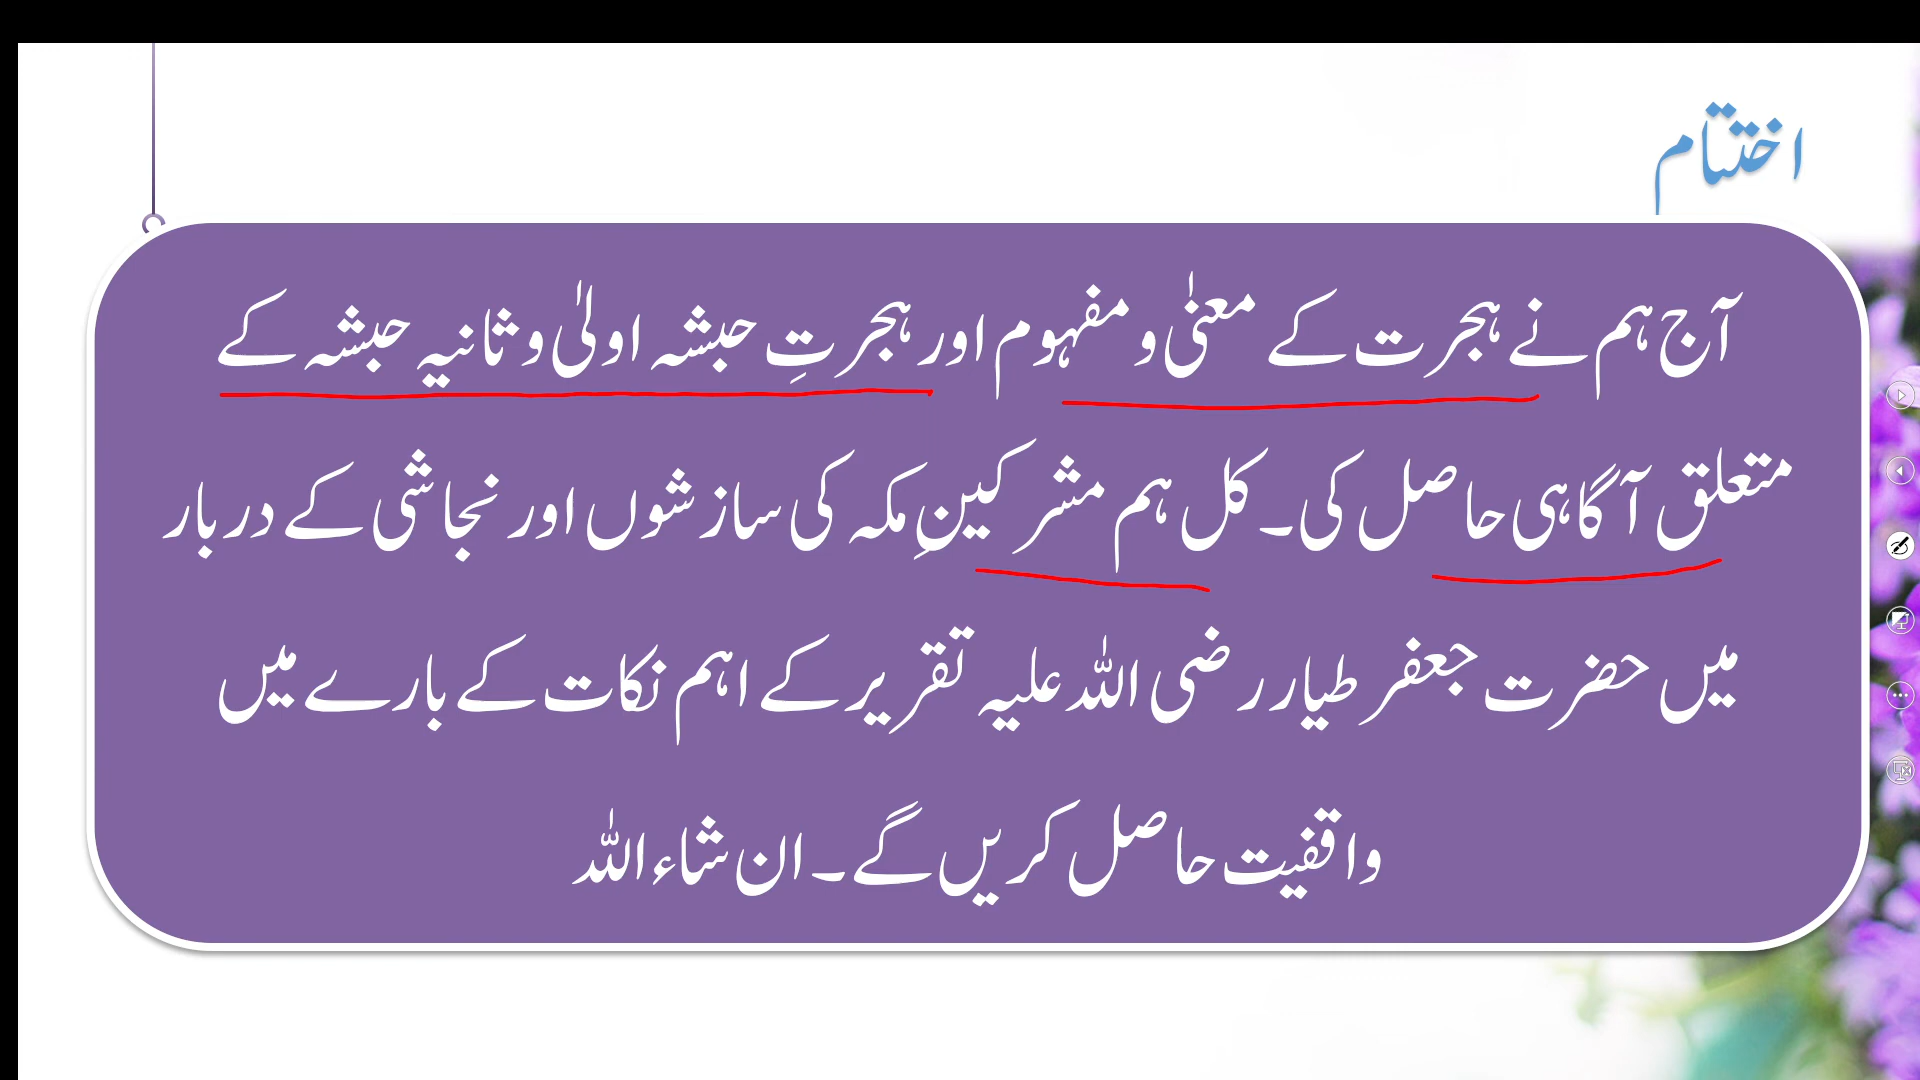 اختتام
آج ہم نے ہجرت کے معنٰی و مفہوم اور ہجرتِ حبشہ اولیٰ و ثانیہ حبشہ کے
متعلق آگاہی حاصل کی۔ کل ہم مشرکینِ مکہ کی سازشوں اور نجاشی کے دربار
میں حضرت جعفر طیار رضی اللہ علیہ تقریر کے اہم نکات کے بارے میں
واقفیت حاصل کریں گے۔ ان شاء اللہ